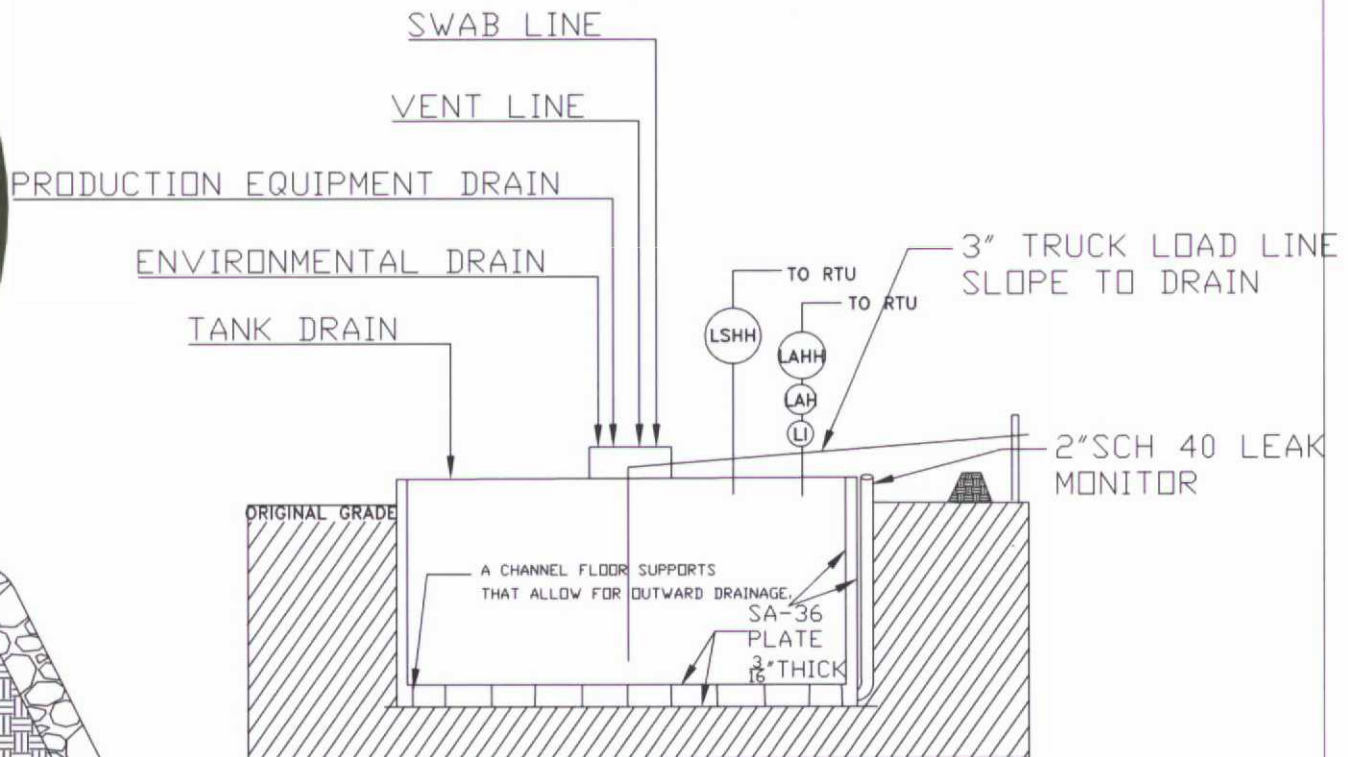 SWAB LINE
VENT LINE
PRODUCTION EQUIPMENT DRAIN
ENVIRONMENTAL DRAIN
TANK DRAIN
3" TRUCK LOAD LINE
SLOPE TO DRAIN
TO RTU
TO RTU
LSHH
LAHH
LAH
LI
2"SCH 40 LEAK
MONITOR
ORIGINAL GRADE
A CHANNEL FLOOR SUPPORTS
THAT ALLOW FOR OUTWARD DRAINAGE.
SA-36
PLATE
3/16"THICK